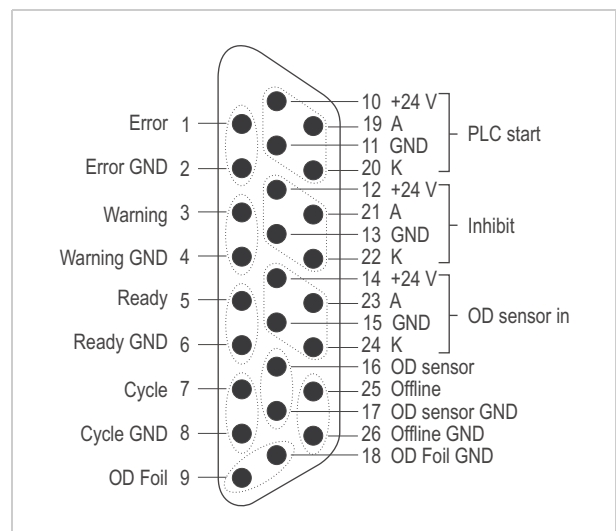 Error 1
Error GND 2
Warning 3
Warning GND 4
Ready 5
Ready GND 6
Cycle 7
Cycle GND 8
OD Foil 9
10 +24 V
19 A
11 GND
20 K
PLC start
12 +24 V
21 A
13 GND
22 K
Inhibit
14 +24 V
23 A
15 GND
24 K
OD sensor in
16 OD sensor
25 Offline
17 OD sensor GND
26 Offline GND
18 OD Foil GND